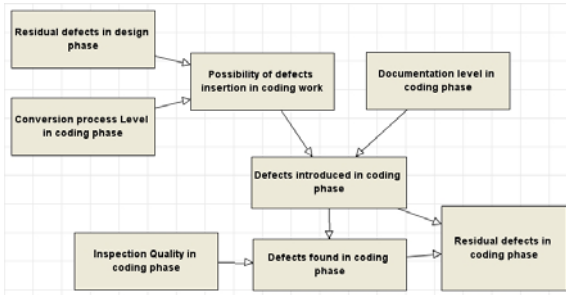 Residual defects in design
phase
Possibility of defects
insertion in coding work
Documentation level in
coding phase
Conversion process Level
in coding phase
Defects introduced in coding
phase
Inspection Quality in
coding phase
Defects found in coding
phase
Residual defects in
coding phase